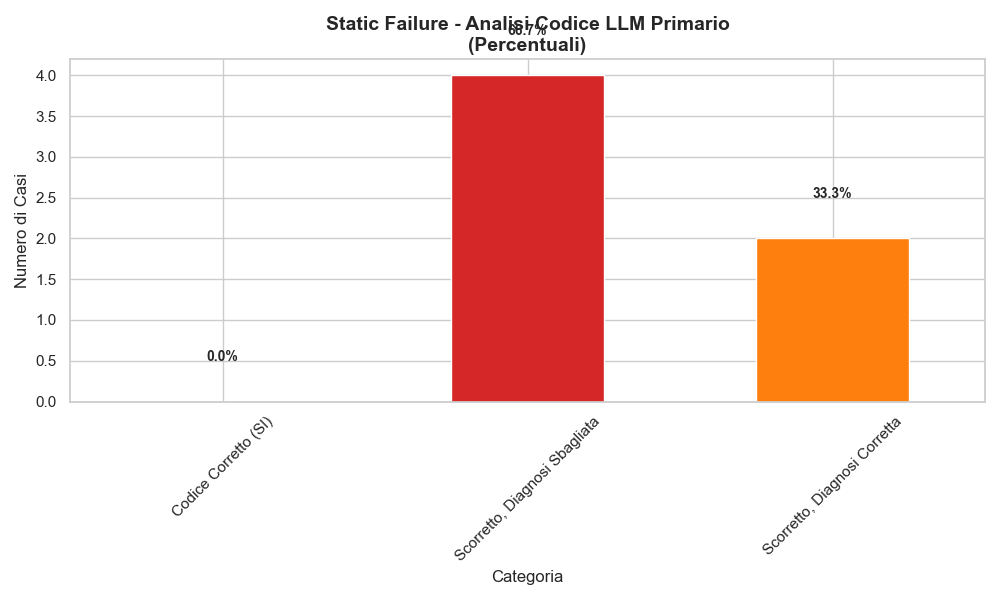 Static Failure - Analisi Codice LLM Primario
66.7%
(Percentuali)
4.0
3.5
3.0
2.5
2.0
1.5
1.0
0.5
0.0
Numero di Casi
0.0%
33.3%
Codice Corretto (SI)
Scorretto, Diagnosi Sbagliata
Scorretto, Diagnosi Corretta
Categoria